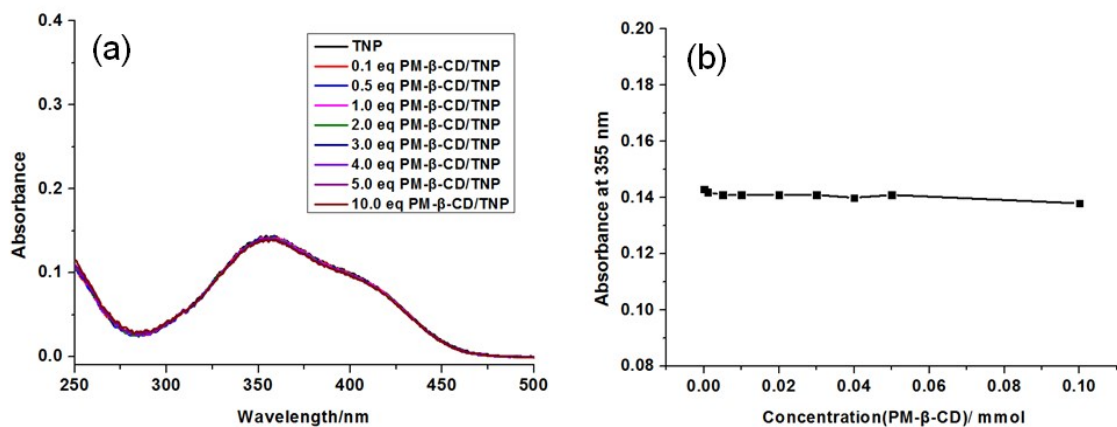 (a)
TNP
0.1 eq PM-β-CD/TNP
0.5 eq PM-β-CD/TNP
1.0 eq PM-β-CD/TNP
2.0 eq PM-β-CD/TNP
3.0 eq PM-β-CD/TNP
4.0 eq PM-β-CD/TNP
5.0 eq PM-β-CD/TNP
10.0 eq PM-β-CD/TNP
Absorbance
0.4
0.3
0.2
0.1
0.0
250 300 350 400 450 500
Wavelength/nm
(b)
Absorbance at 355 nm
0.20
0.18
0.16
0.14
0.12
0.10
0.08
0.00 0.02 0.04 0.06 0.08 0.10
Concentration(PM-β-CD)/ mmol